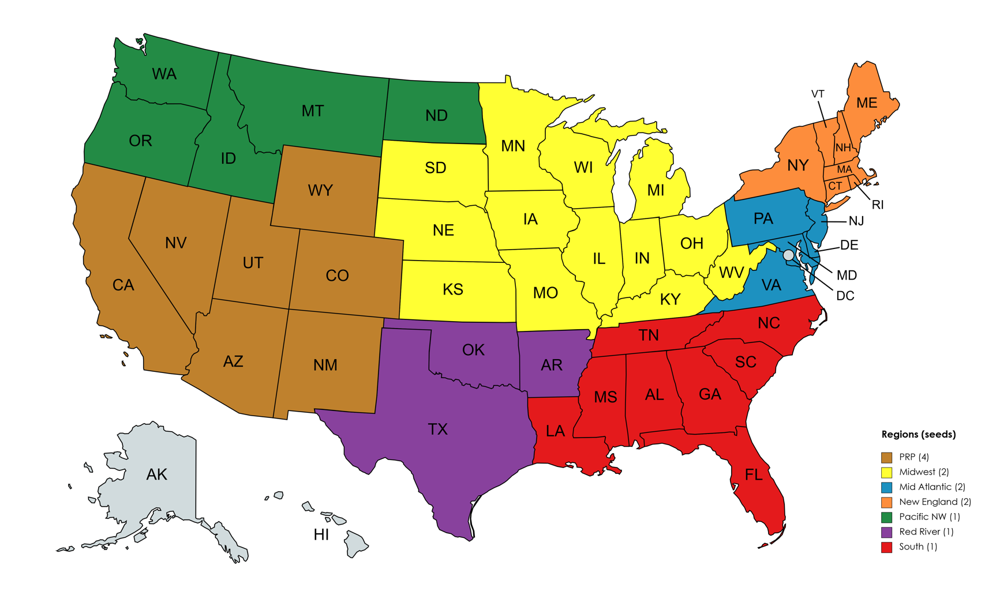 WA
MT
ND
OR
ID
MN
SD
WI
WY
MI
VT
ME
NH
NY
MA
CT
RI
NE
IA
PA
NJ
NV
UT
CO
CA
KS
MO
IL
IN
OH
WV
KY
VA
DE
MD
DC
AZ
NM
OK
AR
TN
NC
SC
TX
LA
MS
AL
GA
FL
AK
HI
Regions (seeds)
PRP (4)
Midwest (2)
Mid Atlantic (2)
New England (2)
Pacific NW (1)
Red River (1)
South (1)